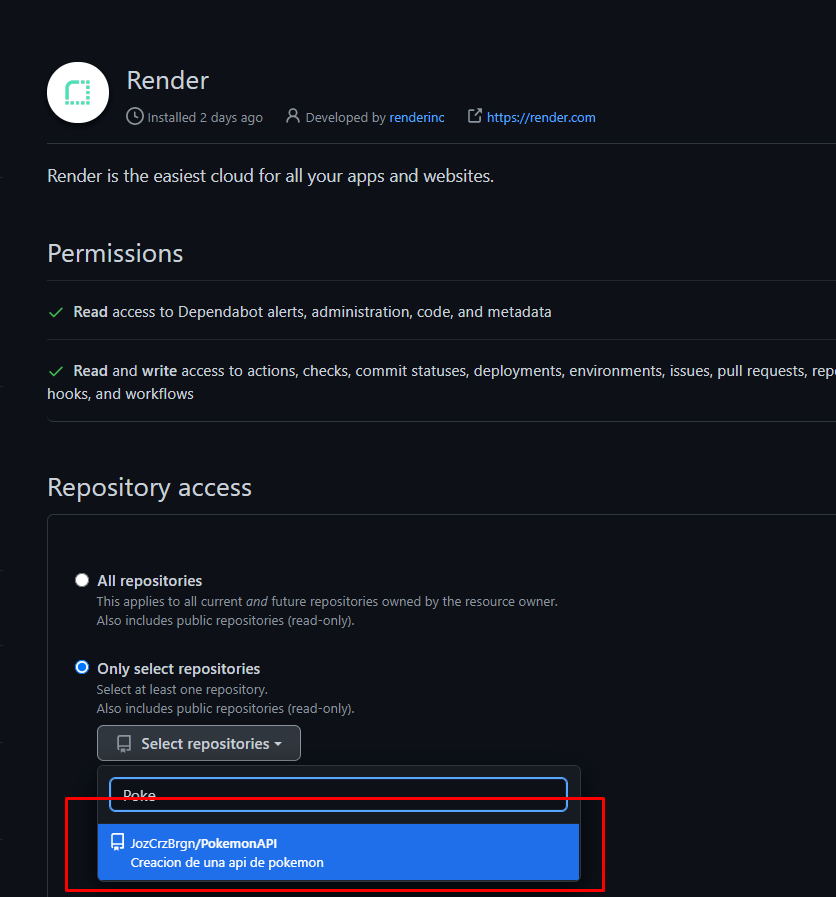 Render
Installed 2 days ago Developed by renderinc https://render.com
Render is the easiest cloud for all your apps and websites.
Permissions
Read access to Dependabot alerts, administration, code, and metadata
Read and write access to actions, checks, commit statuses, deployments, environments, issues, pull requests,
hooks, and workflows
Repository access
All repositories
This applies to all current and future repositories owned by the resource owner.
Also includes public repositories (read-only).
Only select repositories
Select at least one repository.
Also includes public repositories (read-only).
Select repositories
Poke
JozCrzBrgn/PokemonAPI
Creacion de una api de pokemon